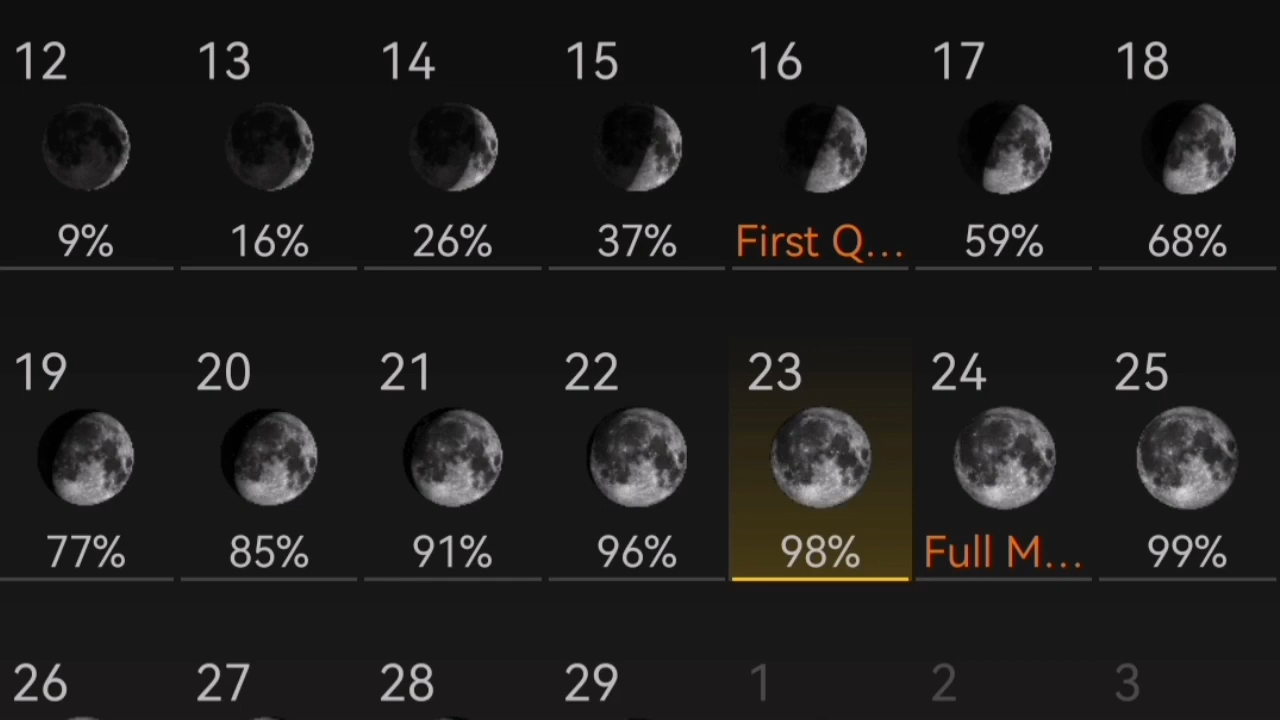 12 13 14 15 16 17 18
9% 16% 26% 37% First Q... 59% 68%
19 20 21 22 23 24 25
77% 85% 91% 96% 98% Full M... 99%
26 27 28 29 1 2 3